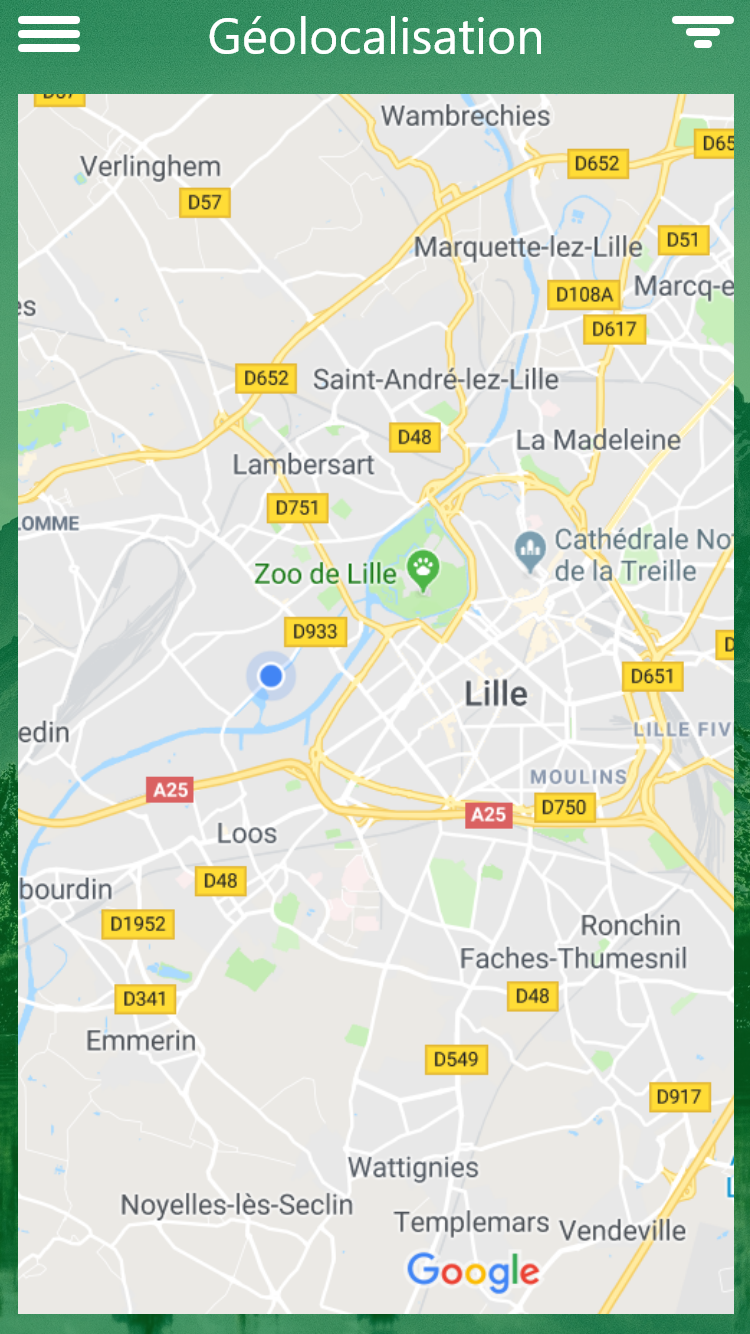 Géolocalisation
Wambrechies
D652
D65
Verlinghem
D57
D51
Marquette-lez-Lille
Marcq-e
D108A
es
D617
D652
Saint-André-lez-Lille
D48
La Madeleine
Lambersart
D751
LOMME
Cathédrale No
de la Treille
Zoo de Lille
D933
D
D651
Lille
edin
LILLE FIV
MOULINS
A25
D750
A25
Loos
D48
bourdin
D1952
Ronchin
Faches-Thumesnil
D341
D48
Emmerin
D549
D917
Wattignies
Noyelles-lès-Seclin
Templemars
Vendeville
Google